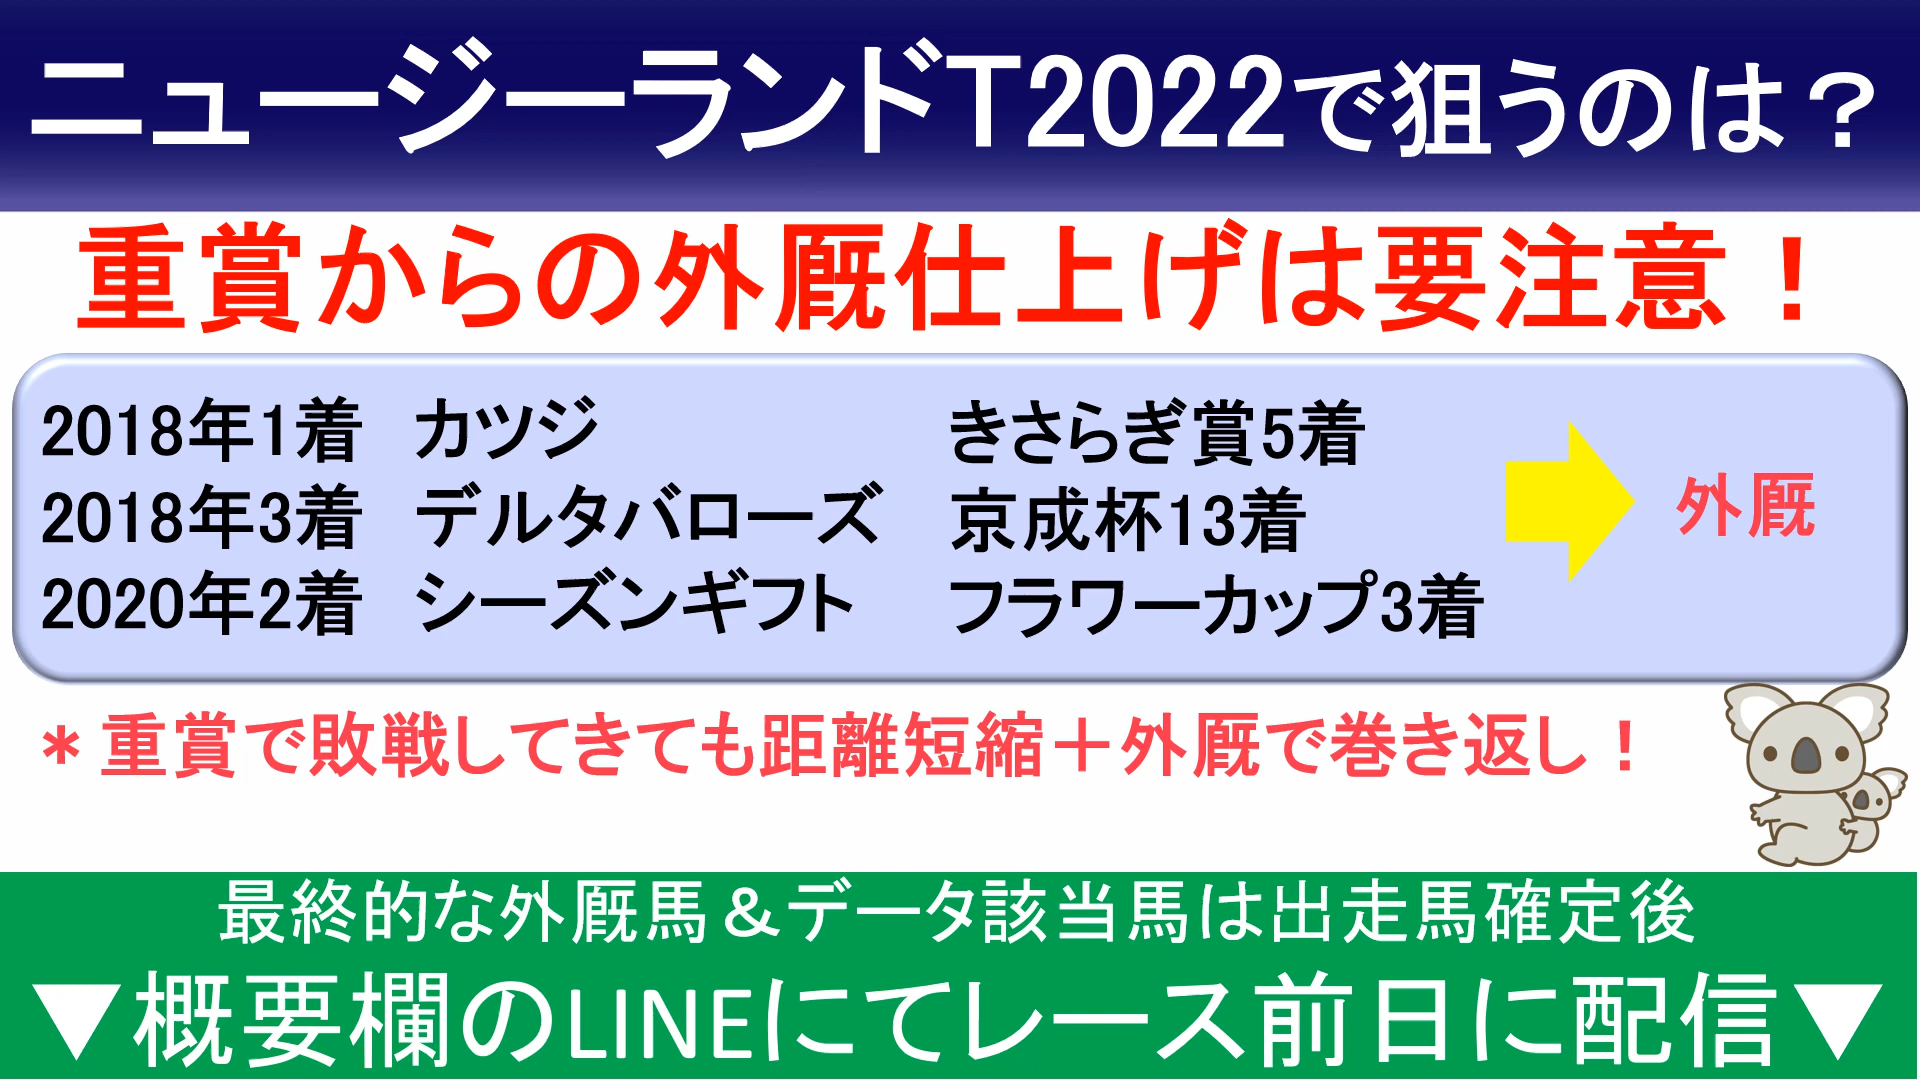 ニュージーランドT2022で狙うのは？
重賞からの外厩仕上げは要注意！
2018年1着 カツジ きさらぎ賞5着
2018年3着 デルタバローズ 京成杯13着
2020年2着 シーズンギフト フラワーカップ3着
外厩
＊重賞で敗戦してきても距離短縮＋外厩で巻き返し！
最終的な外厩馬＆データ該当馬は出走馬確定後
▼概要欄のLINEにてレース前日に配信▼